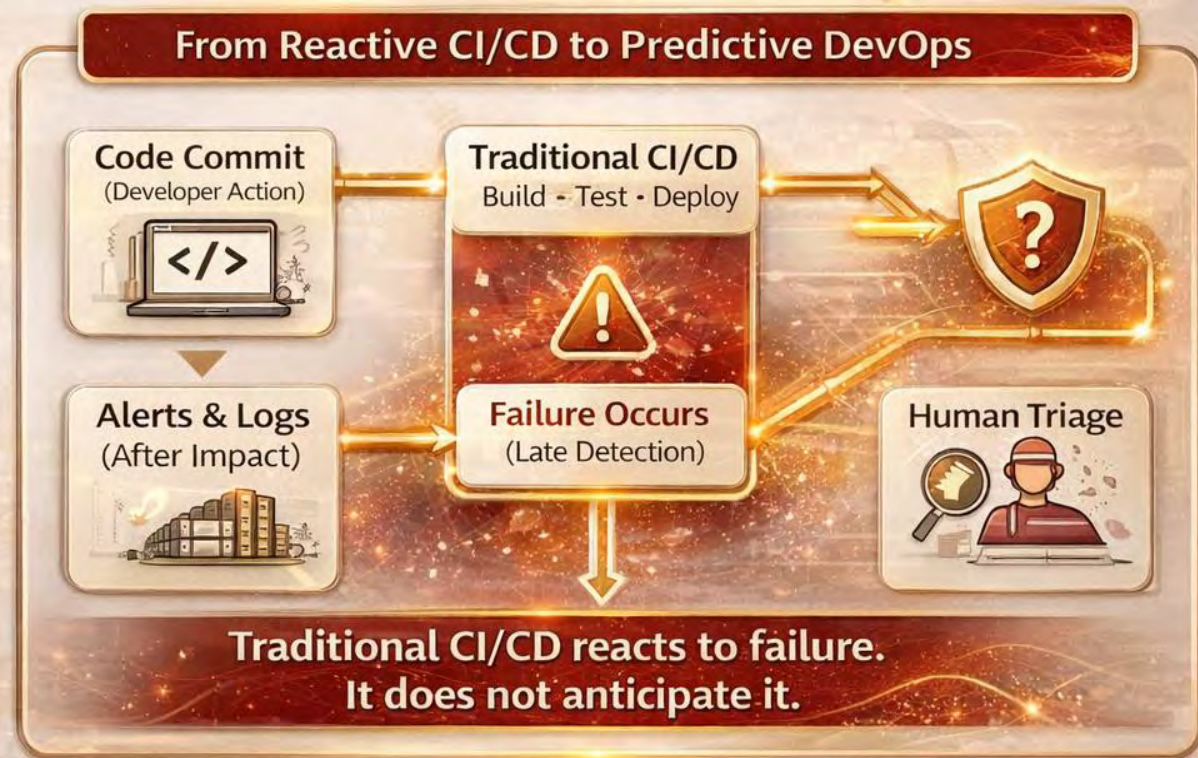 From Reactive CI/CD to Predictive DevOps
Code Commit
(Developer Action)
</>
Traditional CI/CD
Build - Test • Deploy
!
?
Alerts & Logs
(After Impact)
Failure Occurs
(Late Detection)
Human Triage
Traditional CI/CD reacts to failure.
It does not anticipate it.